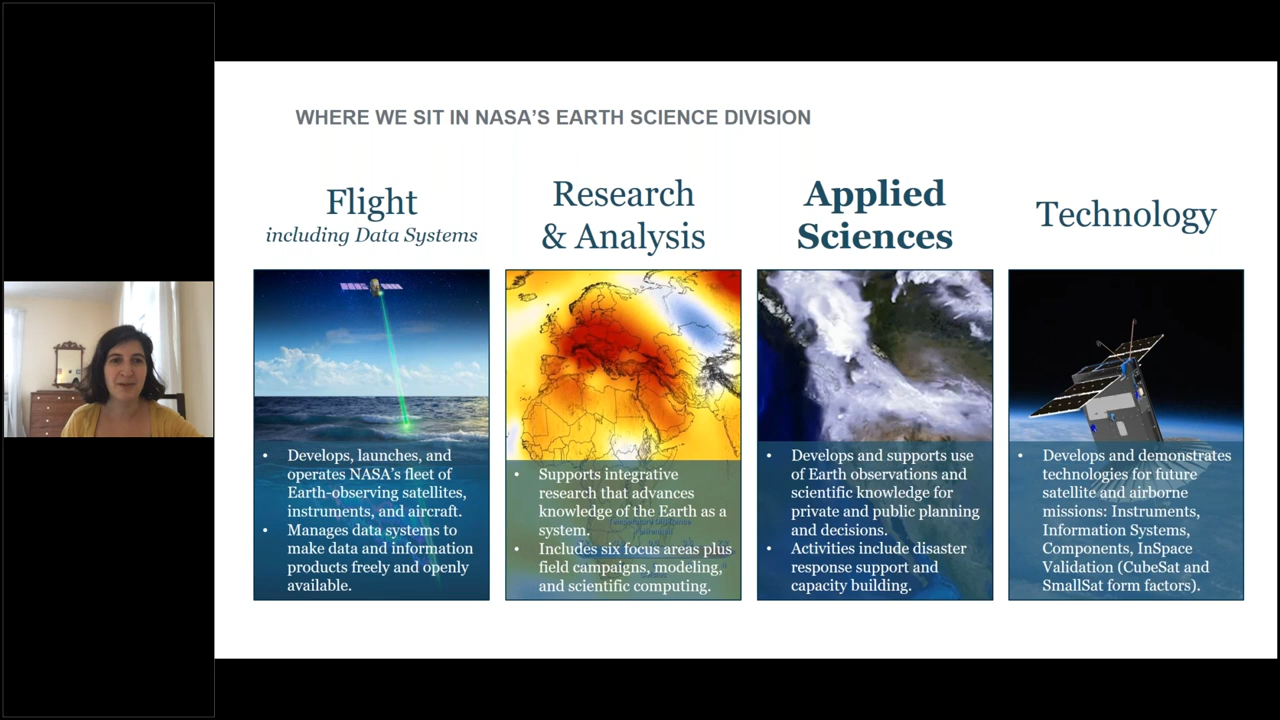 WHERE WE SIT IN NASA'S EARTH SCIENCE DIVISION
Flight
including Data Systems
Research
& Analysis
Applied
Sciences
Technology
• Develops, launches, and
operates NASA's fleet of
Earth-observing satellites,
instruments, and aircraft.
• Manages data systems to
make data and information
products freely and openly
available.
• Supports integrative
research that advances
knowledge of the Earth as a
system.
• Includes six focus areas plus
field campaigns, modeling,
and scientific computing.
Temperature Difference
Fahrenheit
• Develops and supports use
of Earth observations and
scientific knowledge for
private and public planning
and decisions.
• Activities include disaster
response support and
capacity building.
• Develops and demonstrates
technologies for future
satellite and airborne
missions: Instruments,
Information Systems,
Components, InSpace
Validation (CubeSat and
SmallSat form factors).